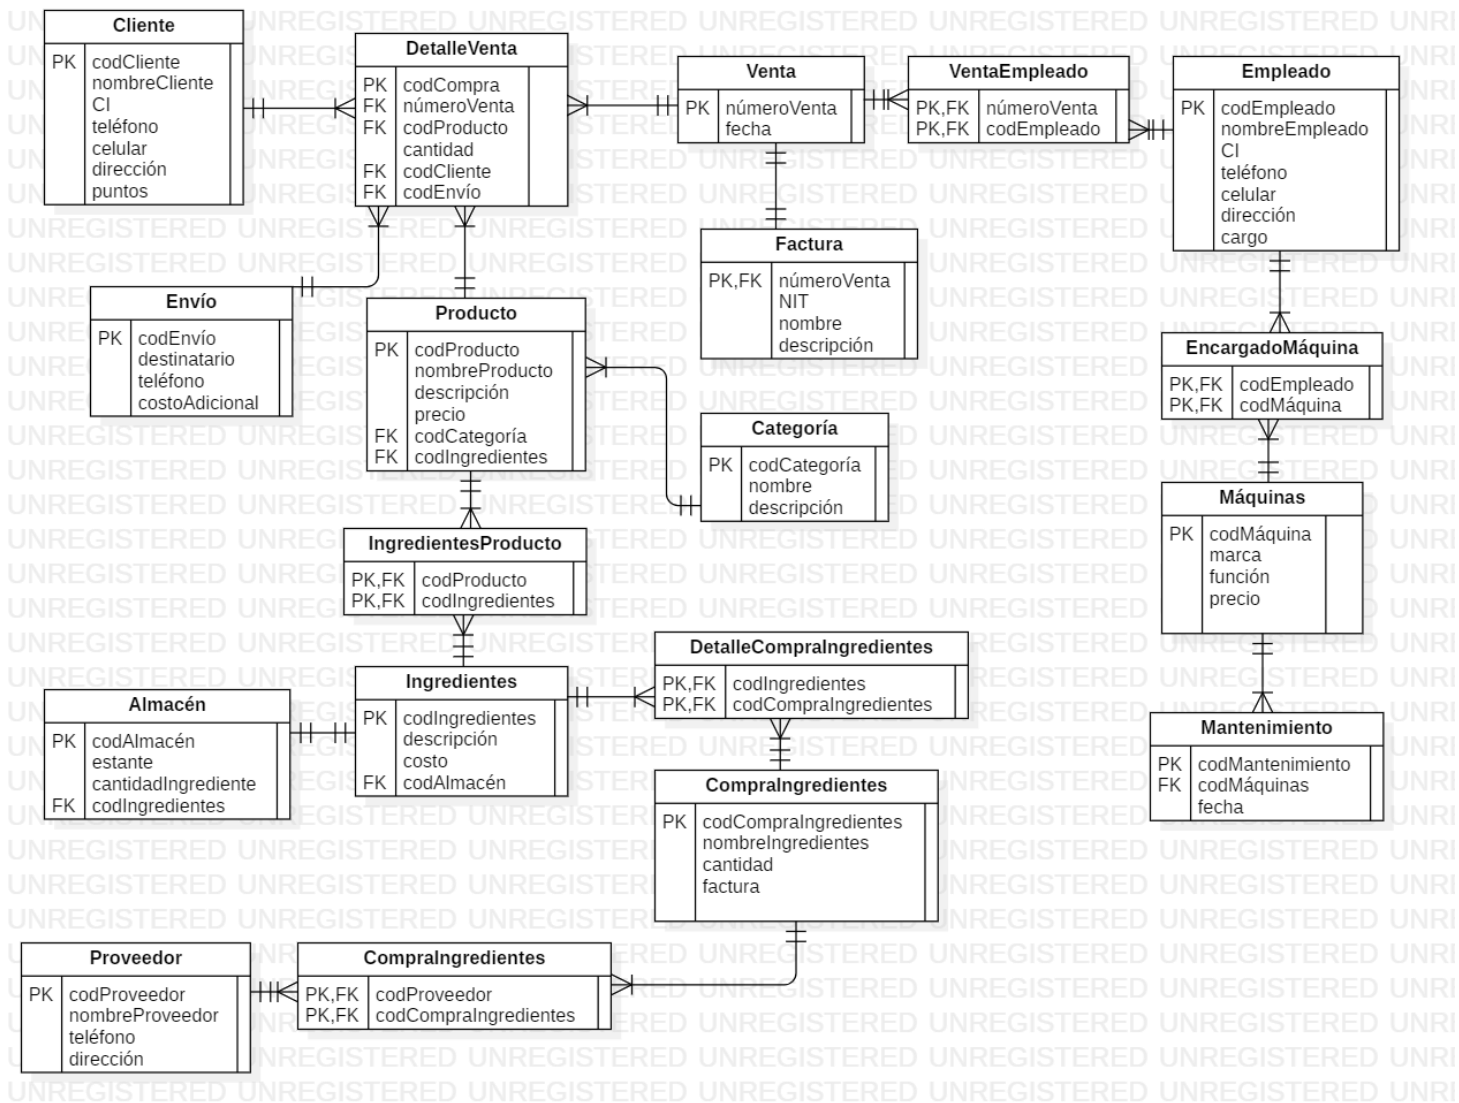 Cliente
PK codCliente
nombreCliente
CI
teléfono
celular
dirección
puntos
DetalleVenta
PK codCompra
FK númeroVenta
FK codProducto
cantidad
FK codCliente
FK codEnvío
Venta
PK númeroVenta
fecha
VentaEmpleado
PK,FK númeroVenta
PK,FK codEmpleado
Empleado
PK codEmpleado
nombreEmpleado
CI
teléfono
celular
dirección
cargo
Envío
PK codEnvío
destinatario
teléfono
costoAdicional
Producto
PK codProducto
nombreProducto
descripción
precio
FK codCategoría
FK codIngredientes
Factura
PK,FK númeroVenta
NIT
nombre
descripción
EncargadoMáquina
PK,FK codEmpleado
PK,FK codMáquina
Categoría
PK codCategoría
nombre
descripción
Máquinas
PK codMáquina
marca
función
precio
IngredientesProducto
PK,FK codProducto
PK,FK codIngredientes
DetalleCompraIngredientes
PK,FK codIngredientes
PK,FK codCompraIngredientes
Almacén
PK codAlmacén
estante
cantidadIngrediente
FK codIngredientes
Ingredientes
PK codIngredientes
descripción
costo
FK codAlmacén
Mantenimiento
PK codMantenimiento
FK codMáquinas
fecha
CompraIngredientes
PK codCompraIngredientes
nombreIngredientes
cantidad
factura
Proveedor
PK codProveedor
nombreProveedor
teléfono
dirección
CompraIngredientes
PK,FK codProveedor
PK,FK codCompraIngredientes
UNREGISTERED UNREGISTERED UNREGISTERED UNREGISTERED UNREGISTERED UNREGISTERED UNRI